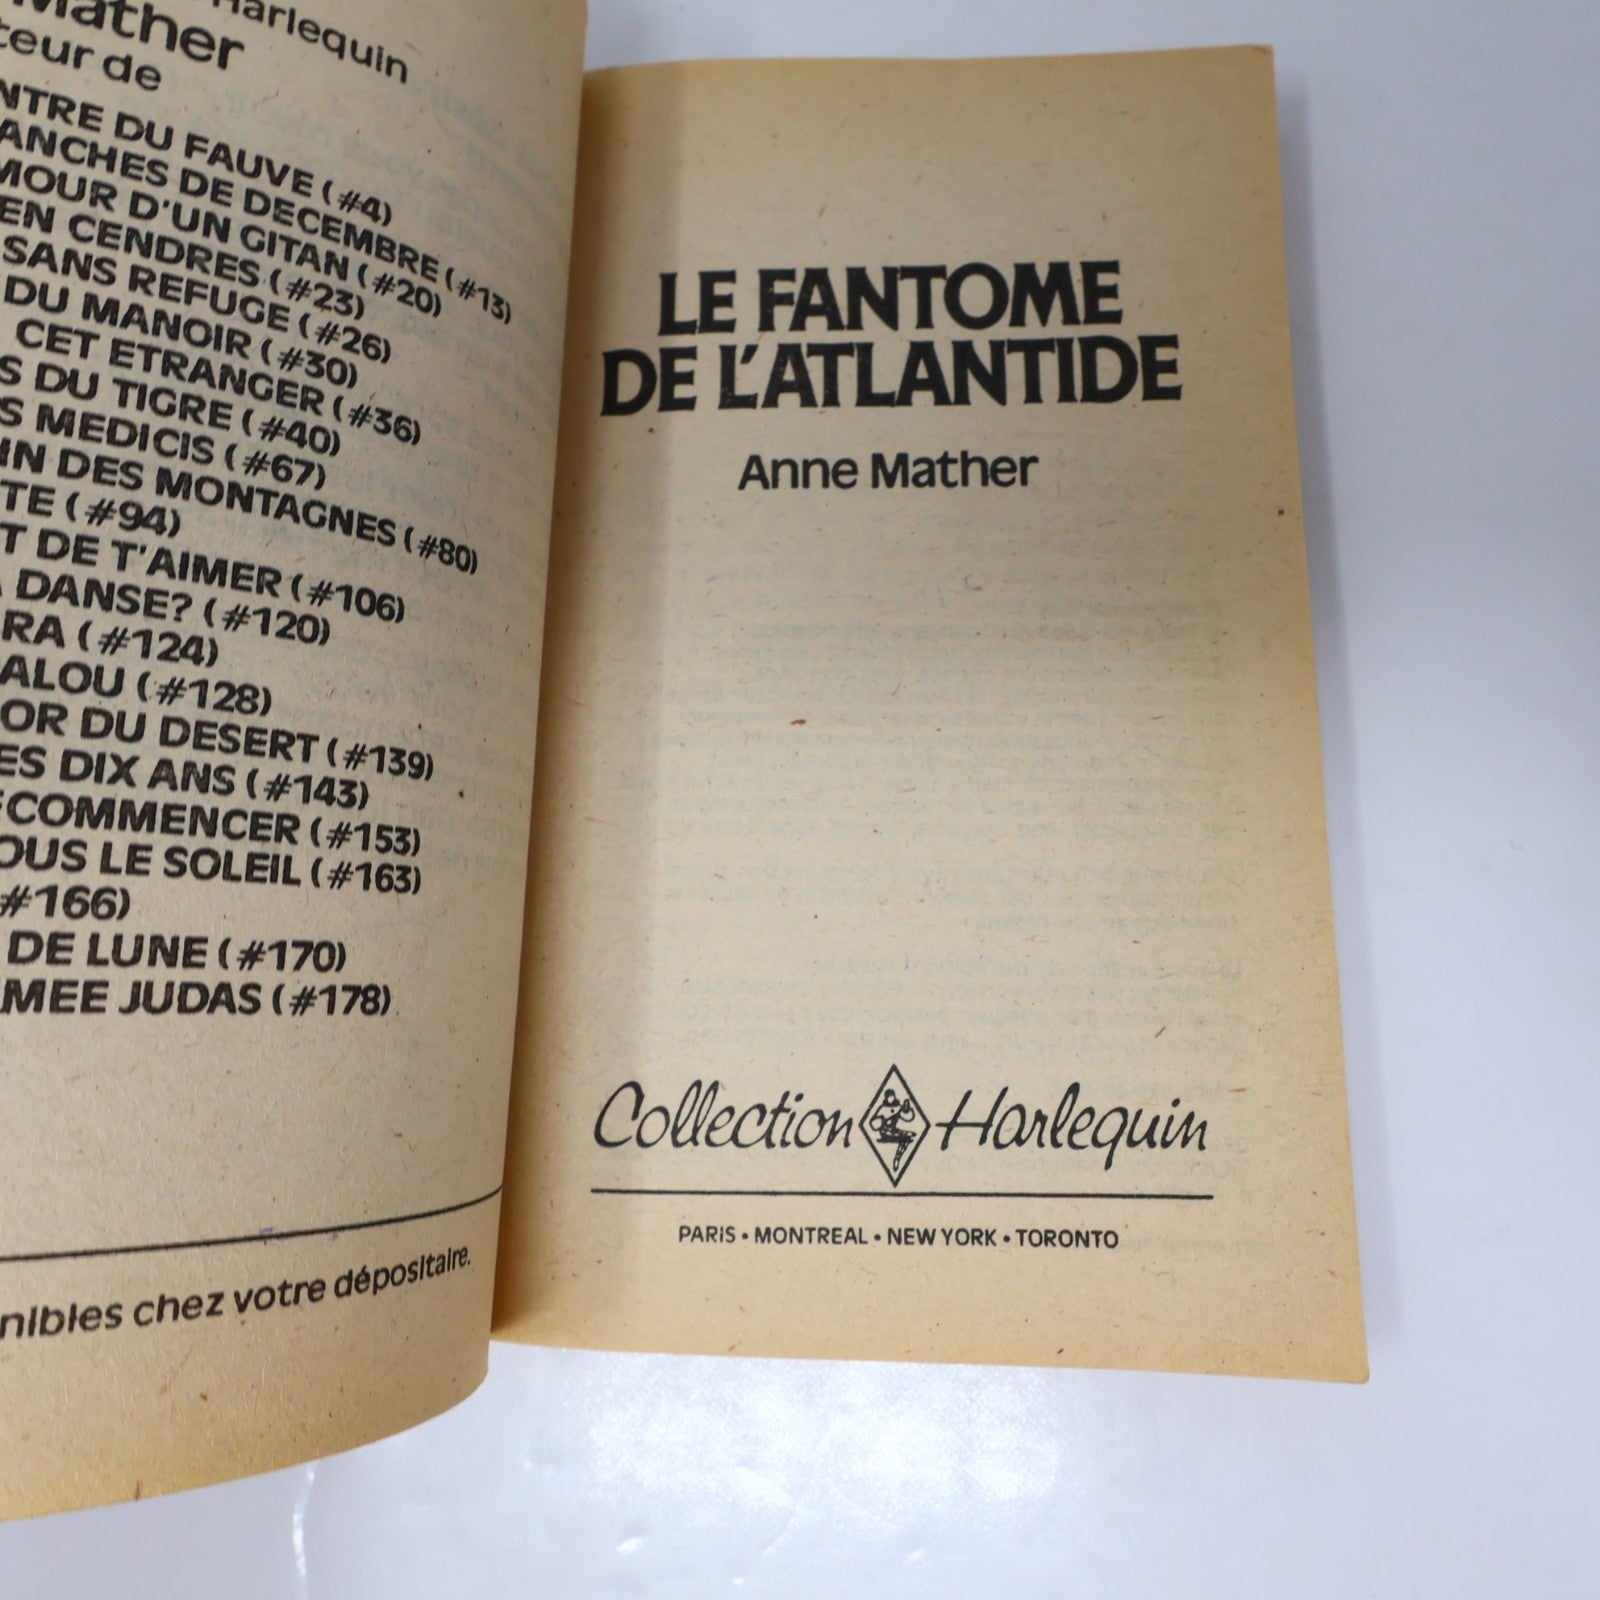 Harlequin
Mather
teur de
NTRE DU FAUVE (#4)
ANCHES DE DECEMBRE (#13)
MOUR D'UN GITAN (#20)
EN CENDRES (#23)
SANS REFUGE (#26)
DU MANOIR (#30)
CET ETRANGER (#36)
S DU TIGRE (#40)
S MEDICIS (#67)
IN DES MONTAGNES (#80)
TE (#94)
T DE T'AIMER (#106)
A DANSE? (#120)
RA (#124)
ALOU (#128)
OR DU DESERT (#139)
ES DIX ANS (#143)
ECOMMENCER (#153)
OUS LE SOLEIL (#163)
(#166)
DE LUNE (#170)
MEE JUDAS (#178)
nibles chez votre dépositaire.
LE FANTOME
DE L'ATLANTIDE
Anne Mather
Collection Harlequin
PARIS • MONTREAL • NEW YORK • TORONTO